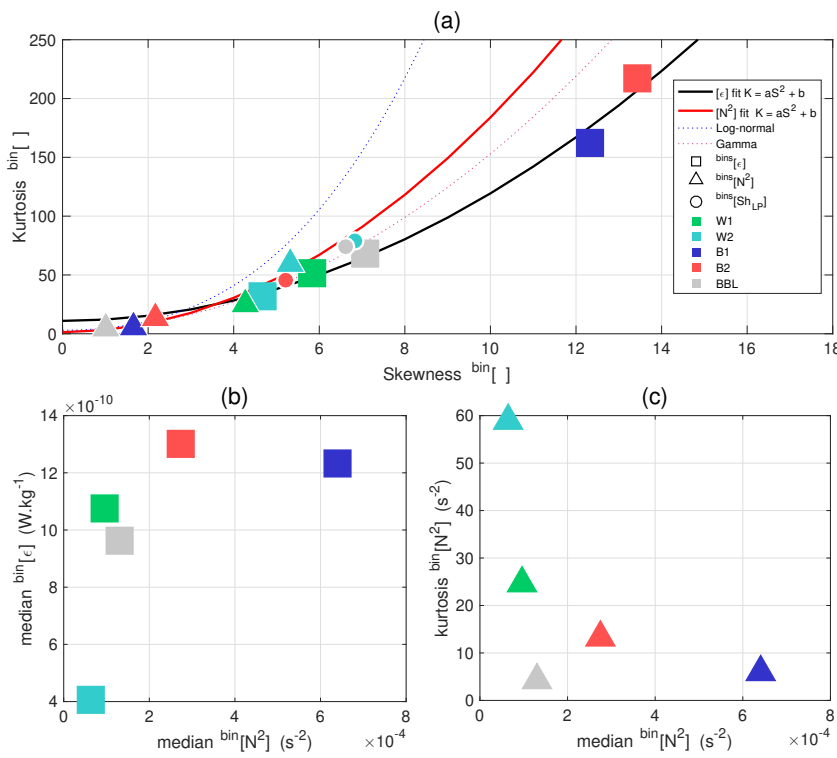 (a)
250
200
150
100
50
0
Kurtosis ᵇⁱⁿ[ ]
0 2 4 6 8 10 12 14 16 18
Skewness ᵇⁱⁿ[ ]
[ϵ] fit K = aS² + b
[N²] fit K = aS² + b
Log-normal
Gamma
ᵇⁱⁿˢ[ϵ]
ᵇⁱⁿˢ[N²]
ᵇⁱⁿˢ[Sh_LP]
W1
W2
B1
B2
BBL
(b)
×10⁻¹⁰
14
12
10
8
6
4
median ᵇⁱⁿ[ϵ] (W.kg⁻¹)
0 2 4 6 8
median ᵇⁱⁿ[N²] (s⁻²)
×10⁻⁴
(c)
60
50
40
30
20
10
0
kurtosis ᵇⁱⁿ[N²] (s⁻²)
0 2 4 6 8
median ᵇⁱⁿ[N²] (s⁻²)
×10⁻⁴